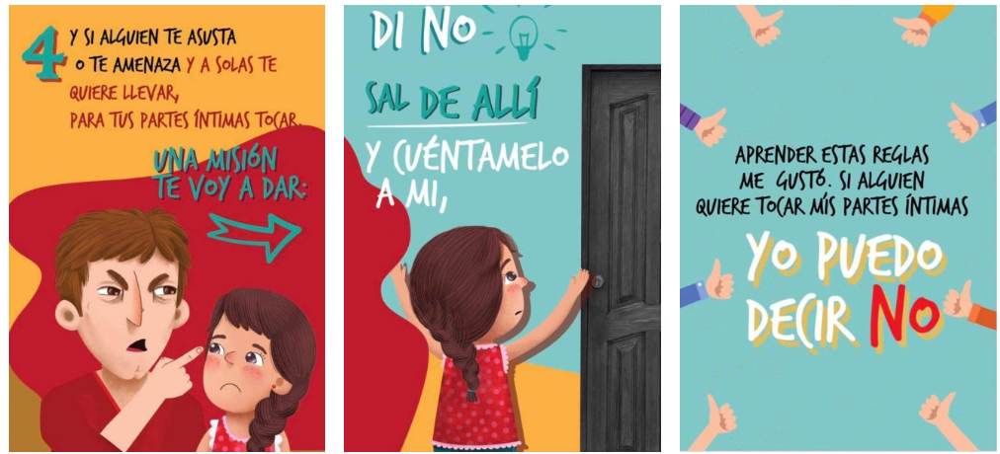 4
Y SI ALGUIEN TE ASUSTA
O TE AMENAZA Y A SOLAS TE
QUIERE LLEVAR,
PARA TUS PARTES ÍNTIMAS TOCAR
UNA MISIÓN
TE VOY A DAR:
DI NO
SAL DE ALLÍ
Y CUÉNTAMELO
A MI,
APRENDER ESTAS REGLAS
ME GUSTÓ. SI ALGUIEN
QUIERE TOCAR MÍS PARTES ÍNTIMAS
YO PUEDO
DECIR NO